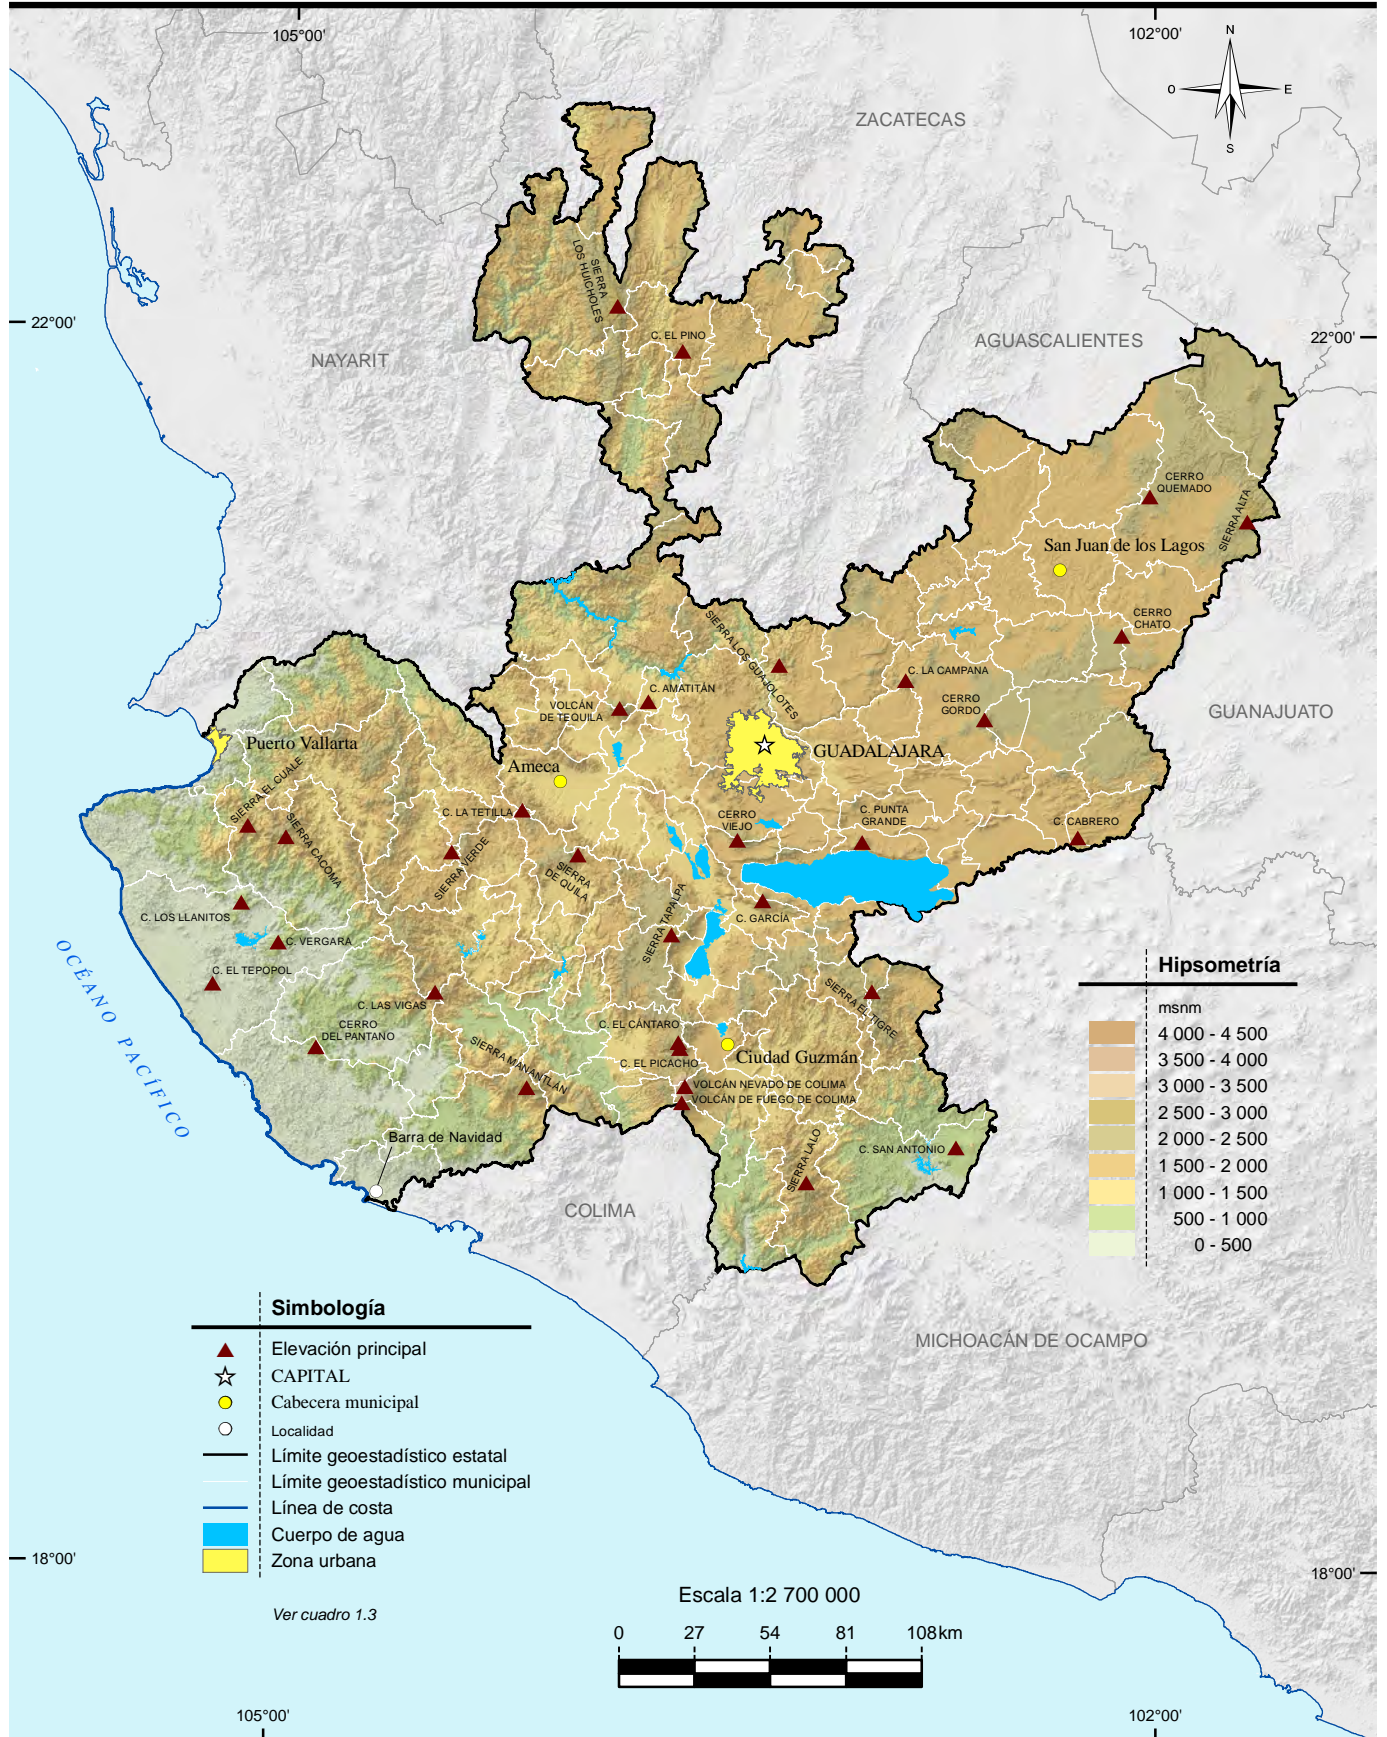 105°00'
102°00'
N
O
E
S
ZACATECAS
SIERRA
LOS HUICHOLES
22°00'
22°00'
C. EL PINO
AGUASCALIENTES
NAYARIT
CERRO
QUEMADO
SIERRA ALTA
San Juan de los Lagos
CERRO
CHATO
SIERRA LOS GUAJOLOTES
C. LA CAMPANA
C. AMATITÁN
VOLCÁN
DE TEQUILA
CERRO
GORDO
GUANAJUATO
Puerto Vallarta
GUADALAJARA
Ameca
SIERRA EL CUALE
SIERRA CACOMA
C. LA TETILLA
CERRO
VIEJO
C. PUNTA
GRANDE
C. CABRERO
SIERRA VERDE
SIERRA
DE QUILA
SIERRA TAPALPA
C. GARCÍA
C. LOS LLANITOS
C. VERGARA
C. EL TEPOPOL
OCÉANO PACÍFICO
C. LAS VIGAS
SIERRA EL TIGRE
CERRO
DEL PANTANO
C. EL CÁNTARO
Ciudad Guzmán
C. EL PICACHO
SIERRA MANANTLÁN
VOLCÁN NEVADO DE COLIMA
VOLCÁN DE FUEGO DE COLIMA
Barra de Navidad
C. SAN ANTONIO
SIERRA LALO
COLIMA
MICHOACÁN DE OCAMPO
Hipsometría
msnm
4 000 - 4 500
3 500 - 4 000
3 000 - 3 500
2 500 - 3 000
2 000 - 2 500
1 500 - 2 000
1 000 - 1 500
500 - 1 000
0 - 500
Simbología
Elevación principal
CAPITAL
Cabecera municipal
Localidad
Límite geoestadístico estatal
Límite geoestadístico municipal
Línea de costa
Cuerpo de agua
Zona urbana
Ver cuadro 1.3
18°00'
18°00'
Escala 1:2 700 000
0 27 54 81 108 km
105°00'
102°00'